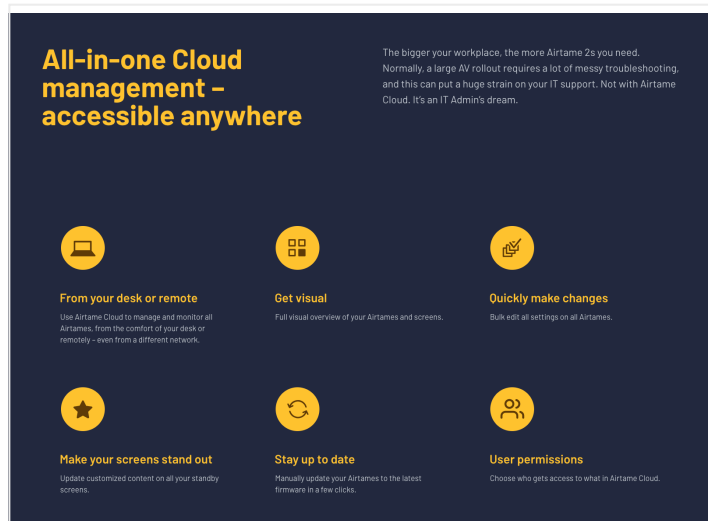 All-in-one Cloud
management –
accessible anywhere
The bigger your workplace, the more Airtame 2s you need.
Normally, a large AV rollout requires a lot of messy troubleshooting,
and this can put a huge strain on your IT support. Not with Airtame
Cloud. It's an IT Admin's dream.
From your desk or remote
Use Airtame Cloud to manage and monitor all
Airtames, from the comfort of your desk or
remotely – even from a different network.
Get visual
Full visual overview of your Airtames and screens.
Quickly make changes
Bulk edit all settings on all Airtames.
Make your screens stand out
Update customized content on all your standby
screens.
Stay up to date
Manually update your Airtames to the latest
firmware in a few clicks.
User permissions
Choose who gets access to what in Airtame Cloud.